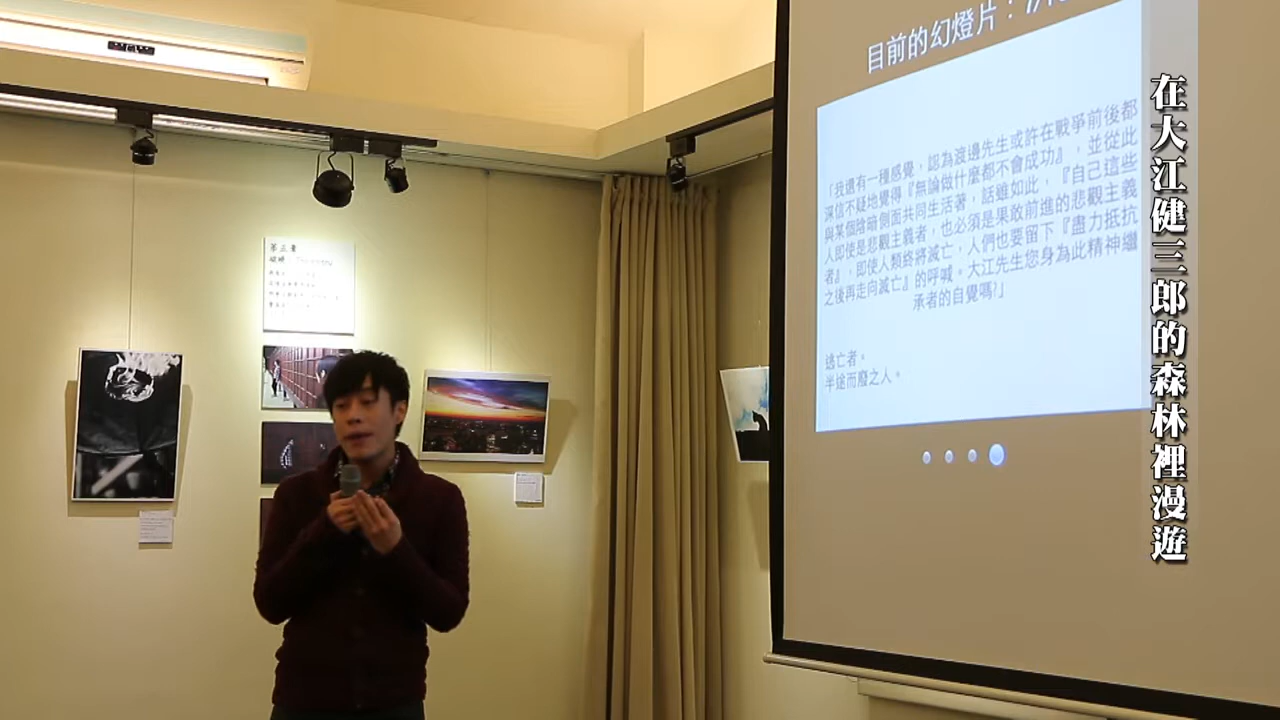 目前的幻燈片：
「我還有一種感覺，認為渡邊先生或許在戰爭前後都
深信不疑地覺得『無論做什麼都不會成功』，並從此
與某個陰暗側面共同生活著，話雖如此，『自己這些
人即使是悲觀主義者，也必須是果敢前進的悲觀主義
者』，即使人類終將滅亡，人們也要留下『盡力抵抗
之後再走向滅亡』的呼喊。大江先生您身為此精神繼
承者的自覺嗎?」
逃亡者。
半途而廢之人。
在大江健三郎的森林裡漫遊
第三章